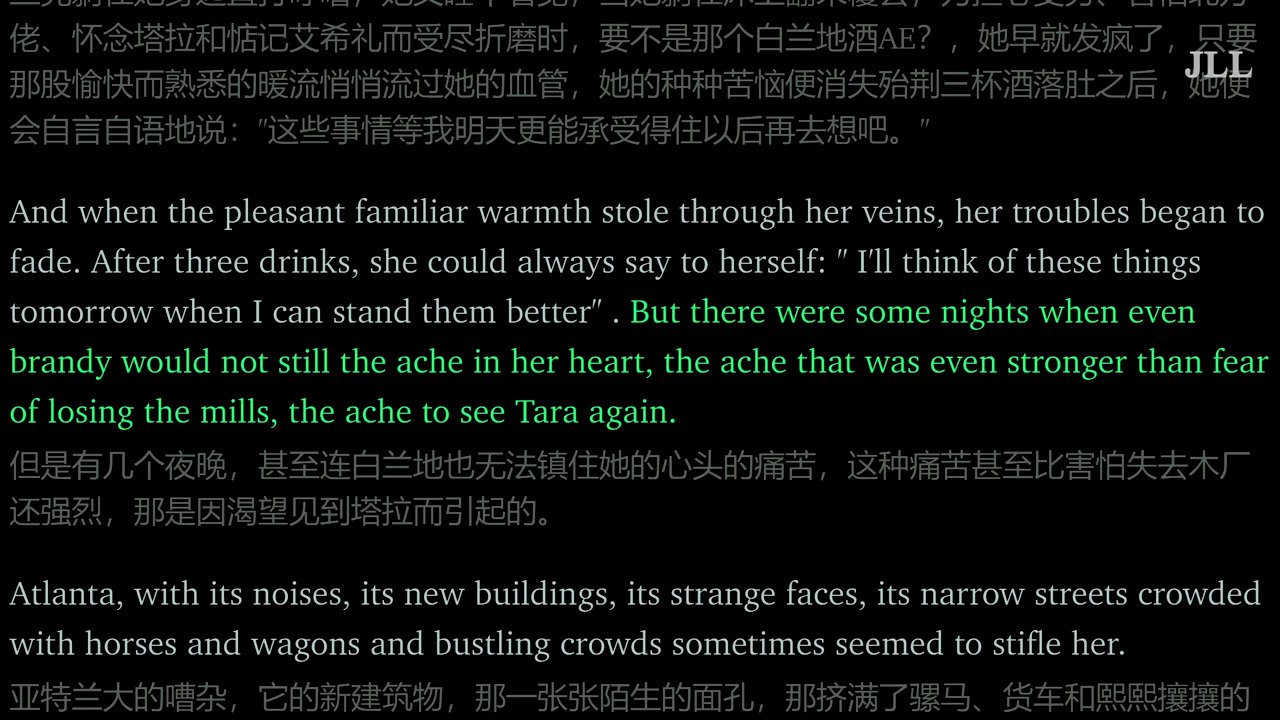 佬、怀念塔拉和惦记艾希礼而受尽折磨时，要不是那个白兰地酒AE？，她早就发疯了，只要
JLL
那股愉快而熟悉的暖流悄悄流过她的血管，她的种种苦恼便消失殆荆三杯酒落肚之后，她便
会自言自语地说："这些事情等我明天更能承受得住以后再去想吧。"
And when the pleasant familiar warmth stole through her veins, her troubles began to
fade. After three drinks, she could always say to herself: " I'll think of these things
tomorrow when I can stand them better" . But there were some nights when even
brandy would not still the ache in her heart, the ache that was even stronger than fear
of losing the mills, the ache to see Tara again.
但是有几个夜晚，甚至连白兰地也无法镇住她的心头的痛苦，这种痛苦甚至比害怕失去木厂
还强烈，那是因渴望见到塔拉而引起的。
Atlanta, with its noises, its new buildings, its strange faces, its narrow streets crowded
with horses and wagons and bustling crowds sometimes seemed to stifle her.
亚特兰大的嘈杂，它的新建筑物，那一张张陌生的面孔，那挤满了骡马、货车和熙熙攘攘的